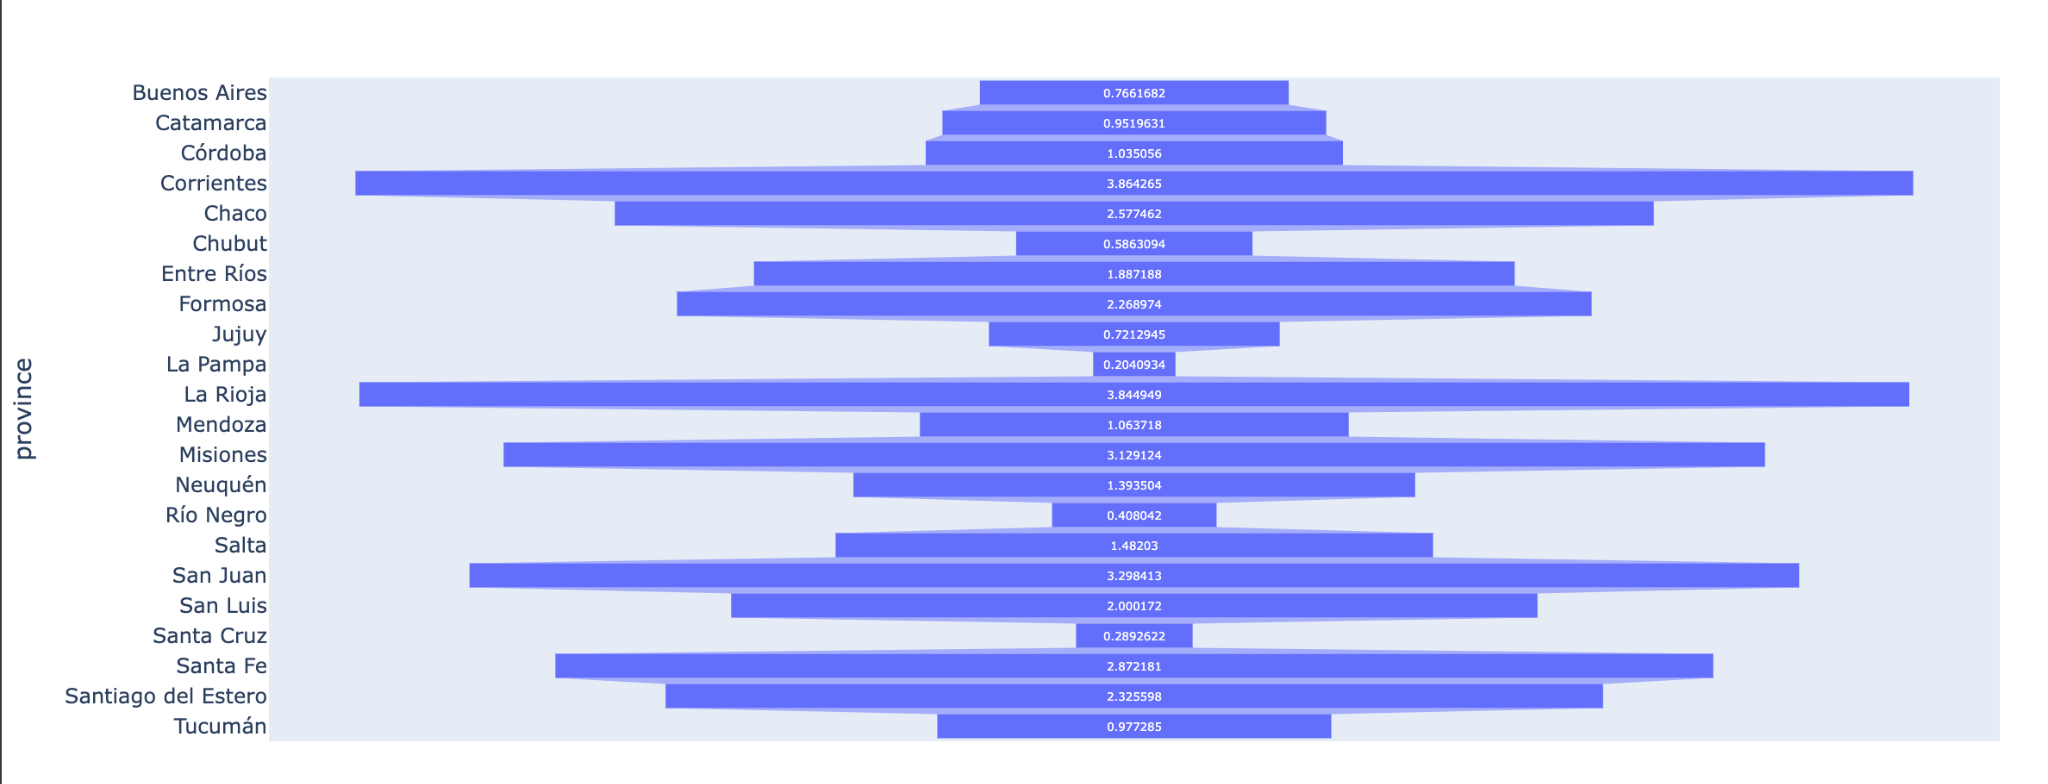 province
Buenos Aires 0.7661682
Catamarca 0.9519631
Córdoba 1.035056
Corrientes 3.864265
Chaco 2.577462
Chubut 0.5863094
Entre Ríos 1.887188
Formosa 2.268974
Jujuy 0.7212945
La Pampa 0.2040934
La Rioja 3.844949
Mendoza 1.063718
Misiones 3.129124
Neuquén 1.393504
Río Negro 0.408042
Salta 1.48203
San Juan 3.298413
San Luis 2.000172
Santa Cruz 0.2892622
Santa Fe 2.872181
Santiago del Estero 2.325598
Tucumán 0.977285